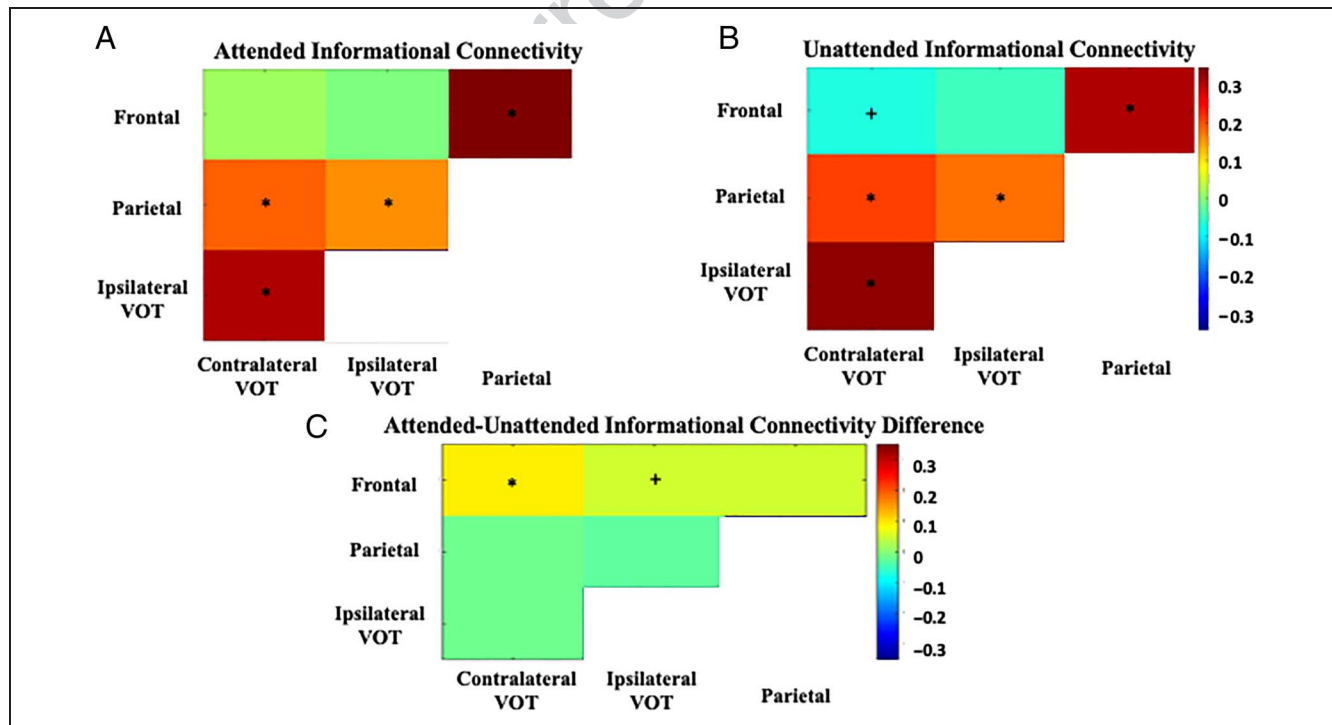 A
Attended Informational Connectivity
Frontal
*
Parietal
*
*
Ipsilateral
VOT
*
Contralateral
VOT
Ipsilateral
VOT
Parietal
B
Unattended Informational Connectivity
Frontal
+
*
Parietal
*
*
Ipsilateral
VOT
*
Contralateral
VOT
Ipsilateral
VOT
Parietal
0.3
0.2
0.1
0
−0.1
−0.2
−0.3
C
Attended-Unattended Informational Connectivity Difference
Frontal
*
+
Parietal
Ipsilateral
VOT
Contralateral
VOT
Ipsilateral
VOT
Parietal
0.3
0.2
0.1
0
−0.1
−0.2
−0.3